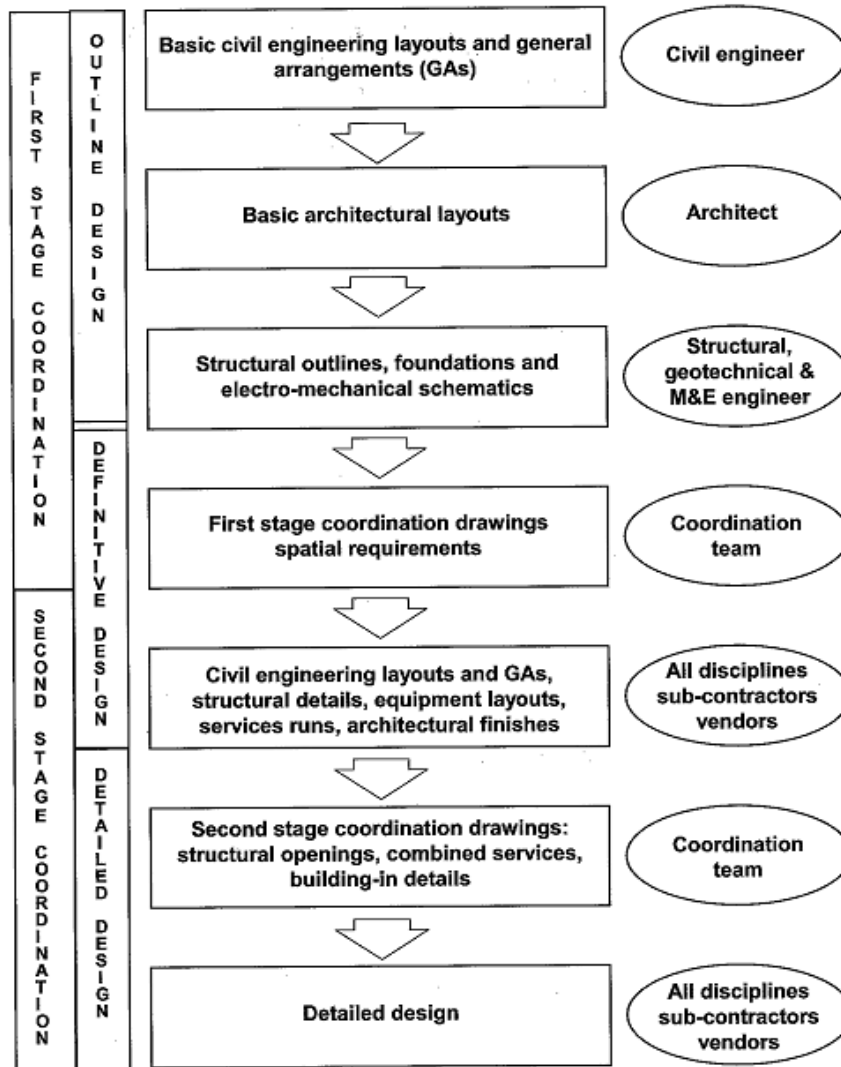 FIRST STAGE COORDINATION
SECOND STAGE COORDINATION
OUTLINE DESIGN
DEFINITIVE DESIGN
DETAILED DESIGN
Basic civil engineering layouts and general
arrangements (GAs)
Civil engineer
Basic architectural layouts
Architect
Structural outlines, foundations and
electro-mechanical schematics
Structural,
geotechnical &
M&E engineer
First stage coordination drawings
spatial requirements
Coordination
team
Civil engineering layouts and GAs,
structural details, equipment layouts,
services runs, architectural finishes
All disciplines
sub-contractors
vendors
Second stage coordination drawings:
structural openings, combined services,
building-in details
Coordination
team
Detailed design
All disciplines
sub-contractors
vendors